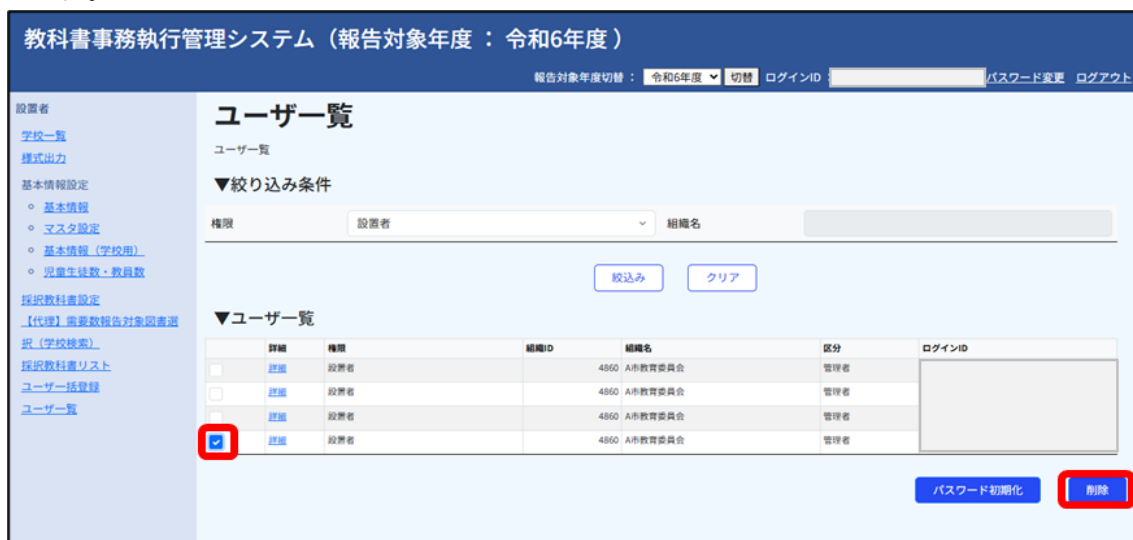 教科書事務執行管理システム（報告対象年度 ： 令和6年度 ）
報告対象年度切替 ： 令和6年度 切替 ログインID : パスワード変更 ログアウト
設置者
学校一覧
様式出力
基本情報設定
基本情報
マスタ設定
基本情報（学校用）
児童生徒数・教員数
採択教科書設定
【代理】需要数報告対象図書選
択（学校検索）
採択教科書リスト
ユーザ一括登録
ユーザ一覧
ユーザ一覧
ユーザ一覧
▼絞り込み条件
権限 設置者 組織名
絞込み クリア
▼ユーザ一覧
詳細 権限 組織ID 組織名 区分 ログインID
詳細 設置者 4860 A市教育委員会 管理者
詳細 設置者 4860 A市教育委員会 管理者
詳細 設置者 4860 A市教育委員会 管理者
詳細 設置者 4860 A市教育委員会 管理者
パスワード初期化 削除